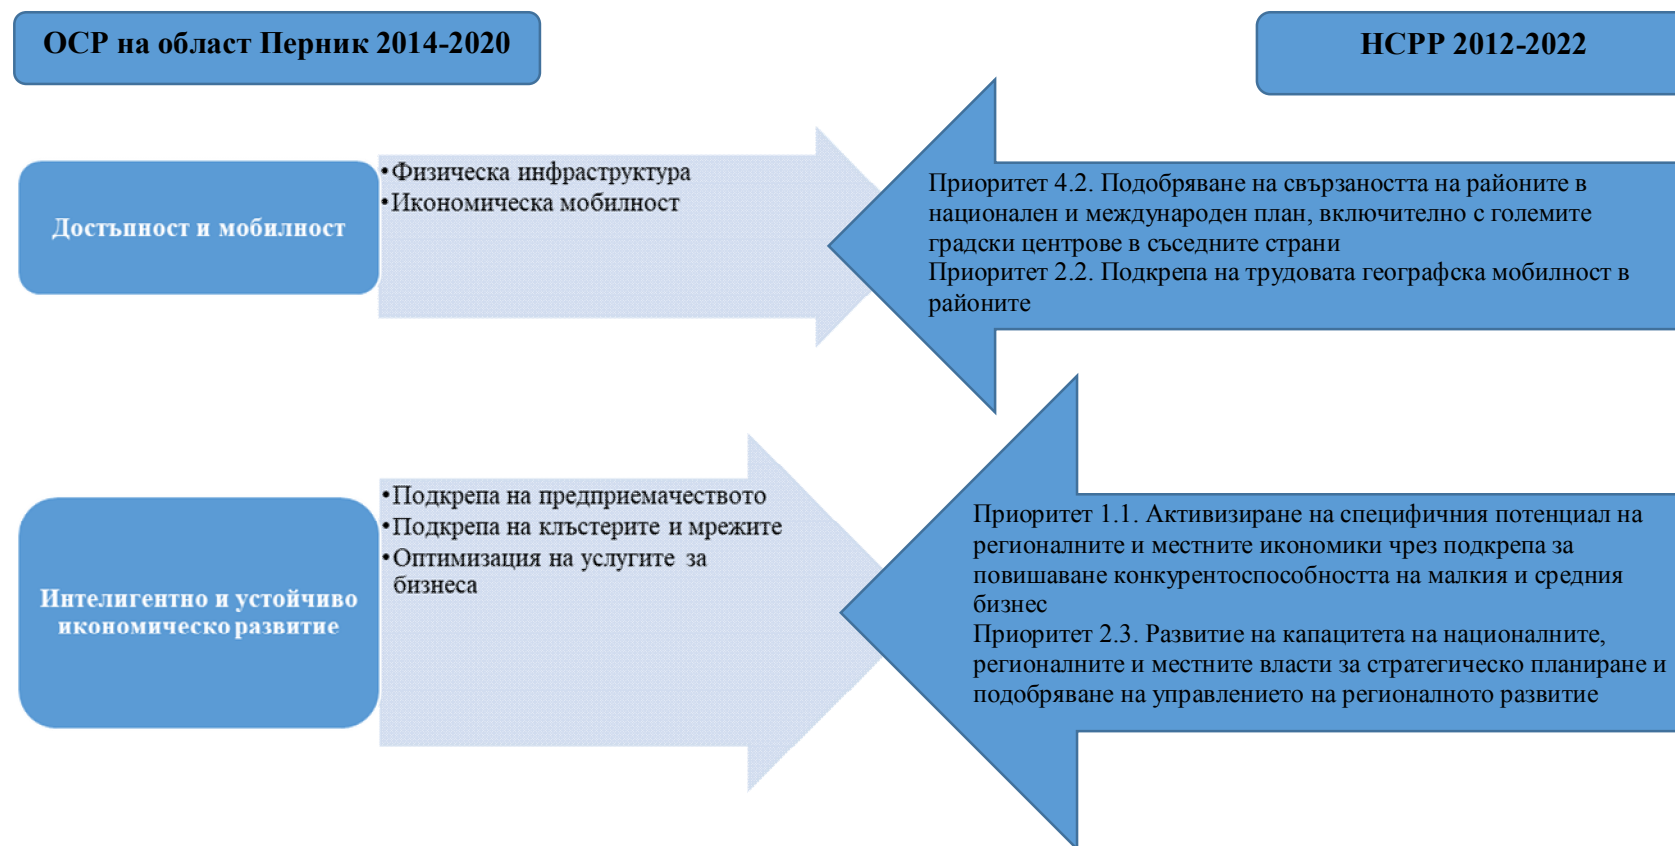 ОСР на област Перник 2014-2020
НСРР 2012-2022
Достъпност и мобилност
•Физическа инфраструктура
•Икономическа мобилност
Приоритет 4.2. Подобряване на свързаността на районите в
национален и международен план, включително с големите
градски центрове в съседните страни
Приоритет 2.2. Подкрепа на трудовата географска мобилност в
районите
Интелигентно и устойчиво
икономическо развитие
•Подкрепа на предприемачеството
•Подкрепа на клъстерите и мрежите
•Оптимизация на услугите за
бизнеса
Приоритет 1.1. Активизиране на специфичния потенциал на
регионалните и местните икономики чрез подкрепа за
повишаване конкурентоспособността на малкия и средния
бизнес
Приоритет 2.3. Развитие на капацитета на националните,
регионалните и местните власти за стратегическо планиране и
подобряване на управлението на регионалното развитие